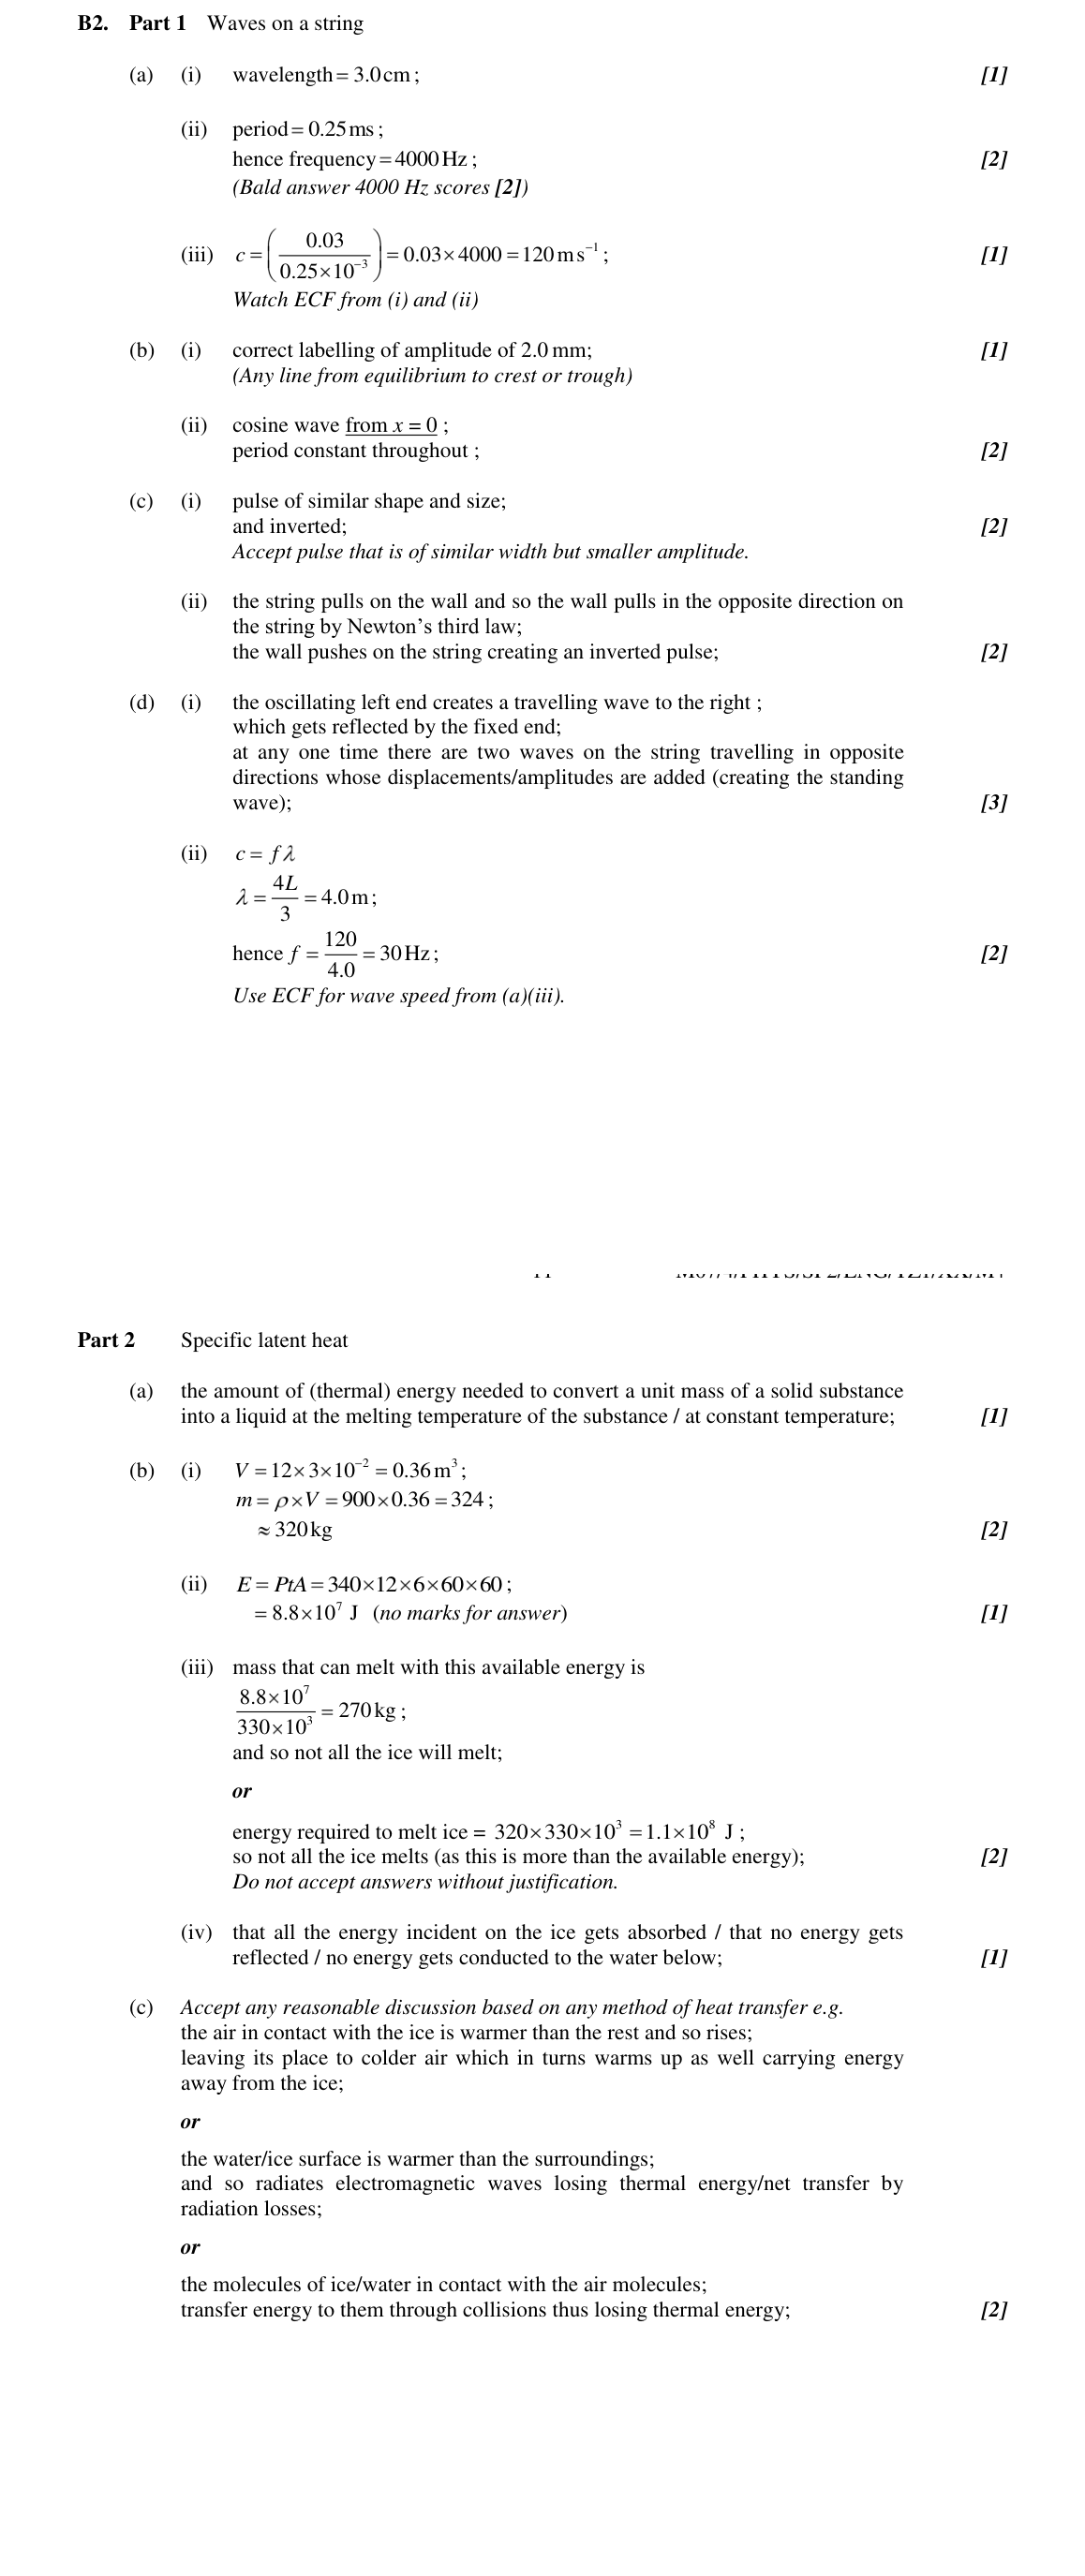 B2. Part 1 Waves on a string
(a) (i) wavelength = 3.0 cm ; [1]
(ii) period = 0.25 ms ;
hence frequency = 4000 Hz ; [2]
(Bald answer 4000 Hz scores [2])
(iii) c = (0.03 / 0.25×10⁻³) = 0.03×4000 = 120 m s⁻¹ ; [1]
Watch ECF from (i) and (ii)
(b) (i) correct labelling of amplitude of 2.0 mm; [1]
(Any line from equilibrium to crest or trough)
(ii) cosine wave from x = 0 ;
period constant throughout ; [2]
(c) (i) pulse of similar shape and size;
and inverted; [2]
Accept pulse that is of similar width but smaller amplitude.
(ii) the string pulls on the wall and so the wall pulls in the opposite direction on
the string by Newton's third law;
the wall pushes on the string creating an inverted pulse; [2]
(d) (i) the oscillating left end creates a travelling wave to the right ;
which gets reflected by the fixed end;
at any one time there are two waves on the string travelling in opposite
directions whose displacements/amplitudes are added (creating the standing
wave); [3]
(ii) c = fλ
λ = 4L / 3 = 4.0 m ;
hence f = 120 / 4.0 = 30 Hz ; [2]
Use ECF for wave speed from (a)(iii).
Part 2 Specific latent heat
(a) the amount of (thermal) energy needed to convert a unit mass of a solid substance
into a liquid at the melting temperature of the substance / at constant temperature; [1]
(b) (i) V = 12×3×10⁻² = 0.36 m³ ;
m = ρ×V = 900×0.36 = 324 ;
≈ 320 kg [2]
(ii) E = PtA = 340×12×6×60×60 ;
= 8.8×10⁷ J (no marks for answer) [1]
(iii) mass that can melt with this available energy is
8.8×10⁷ / 330×10³ = 270 kg ;
and so not all the ice will melt;
or
energy required to melt ice = 320×330×10³ = 1.1×10⁸ J ;
so not all the ice melts (as this is more than the available energy); [2]
Do not accept answers without justification.
(iv) that all the energy incident on the ice gets absorbed / that no energy gets
reflected / no energy gets conducted to the water below; [1]
(c) Accept any reasonable discussion based on any method of heat transfer e.g.
the air in contact with the ice is warmer than the rest and so rises;
leaving its place to colder air which in turns warms up as well carrying energy
away from the ice;
or
the water/ice surface is warmer than the surroundings;
and so radiates electromagnetic waves losing thermal energy/net transfer by
radiation losses;
or
the molecules of ice/water in contact with the air molecules;
transfer energy to them through collisions thus losing thermal energy; [2]